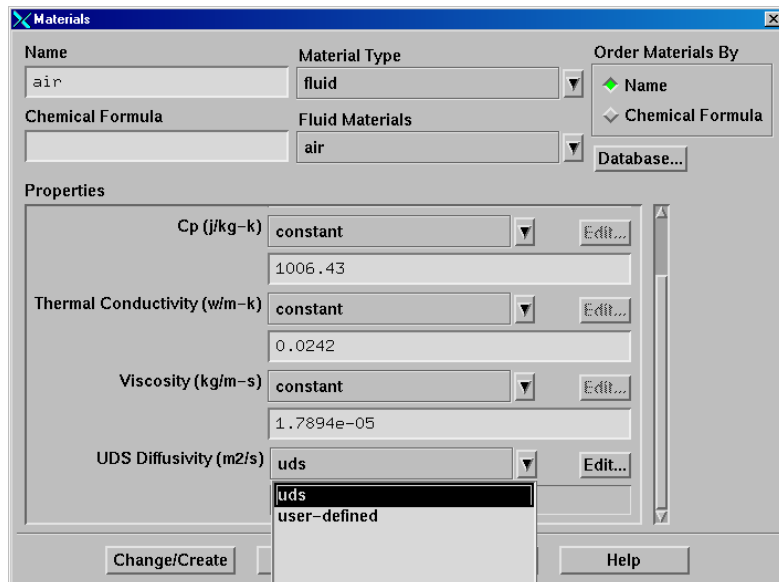 Materials
Name
air
Material Type
fluid
Order Materials By
Name
Chemical Formula
Chemical Formula
Fluid Materials
air
Database...
Properties
Cp (j/kg-k) constant Edit...
1006.43
Thermal Conductivity (w/m-k) constant Edit...
0.0242
Viscosity (kg/m-s) constant Edit...
1.7894e-05
UDS Diffusivity (m2/s) uds Edit...
uds
user-defined
Change/Create Help